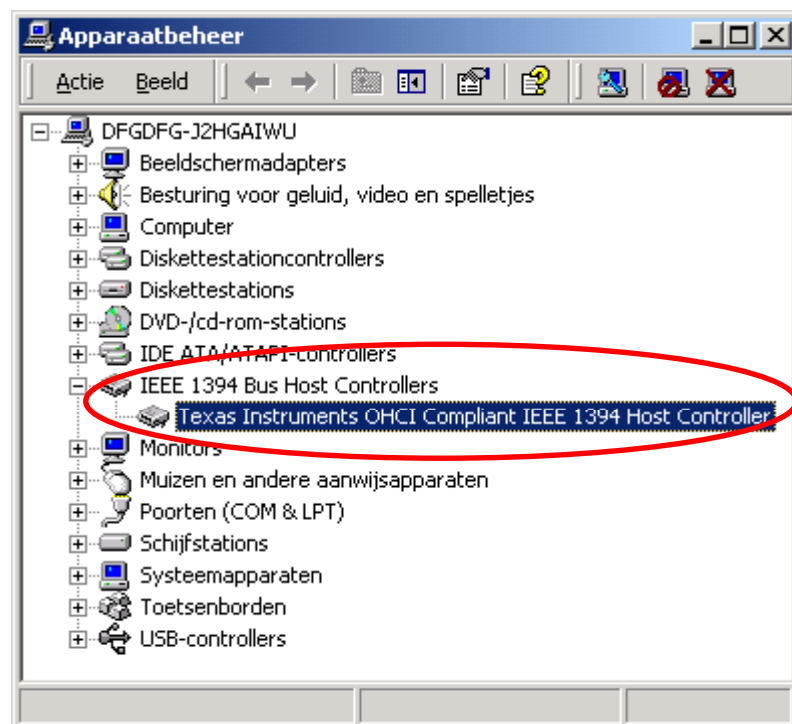 Apparaatbeheer
Actie Beeld
DFGDFG-J2HGAIWU
Beeldschermadapters
Besturing voor geluid, video en spelletjes
Computer
Diskettestationcontrollers
Diskettestations
DVD-/cd-rom-stations
IDE ATA/ATAPI-controllers
IEEE 1394 Bus Host Controllers
Texas Instruments OHCI Compliant IEEE 1394 Host Controller
Monitors
Muizen en andere aanwijsapparaten
Poorten (COM & LPT)
Schijfstations
Systeemapparaten
Toetsenborden
USB-controllers